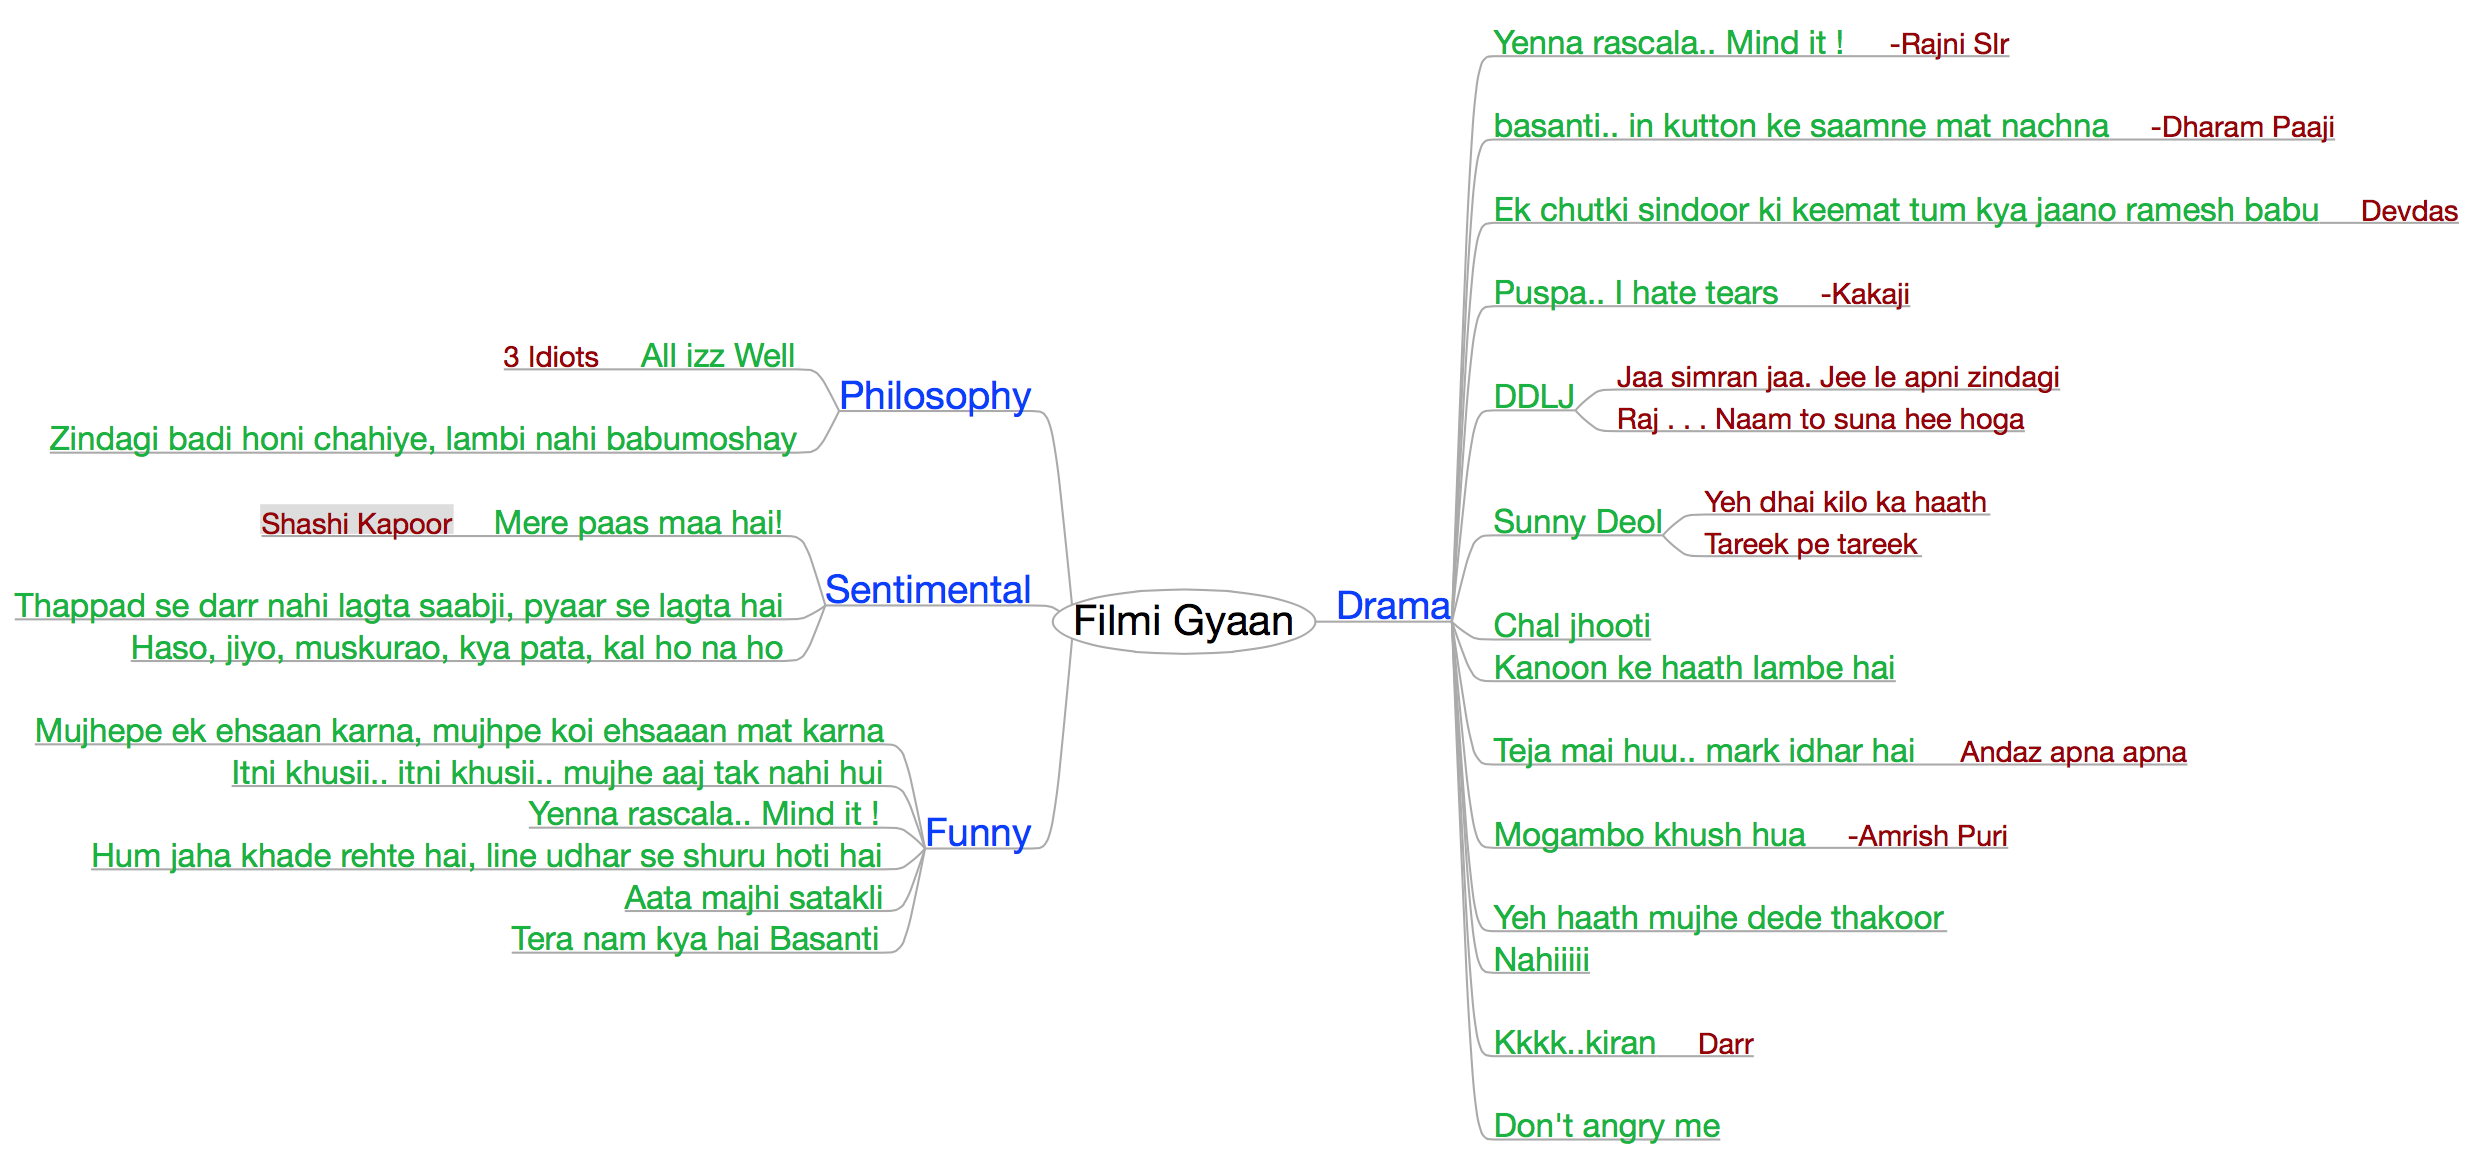 Filmi Gyaan
Philosophy
All izz Well
3 Idiots
Zindagi badi honi chahiye, lambi nahi babumoshay
Sentimental
Mere paas maa hai!
Shashi Kapoor
Thappad se darr nahi lagta saabji, pyaar se lagta hai
Haso, jiyo, muskurao, kya pata, kal ho na ho
Funny
Mujhepe ek ehsaan karna, mujhpe koi ehsaaan mat karna
Itni khusii.. itni khusii.. mujhe aaj tak nahi hui
Yenna rascala.. Mind it !
Hum jaha khade rehte hai, line udhar se shuru hoti hai
Aata majhi satakli
Tera nam kya hai Basanti
Drama
Yenna rascala.. Mind it ! -Rajni SIr
basanti.. in kutton ke saamne mat nachna -Dharam Paaji
Ek chutki sindoor ki keemat tum kya jaano ramesh babu Devdas
Puspa.. I hate tears -Kakaji
DDLJ
Jaa simran jaa. Jee le apni zindagi
Raj . . . Naam to suna hee hoga
Sunny Deol
Yeh dhai kilo ka haath
Tareek pe tareek
Chal jhooti
Kanoon ke haath lambe hai
Teja mai huu.. mark idhar hai Andaz apna apna
Mogambo khush hua -Amrish Puri
Yeh haath mujhe dede thakoor
Nahiiiii
Kkkk..kiran Darr
Don't angry me